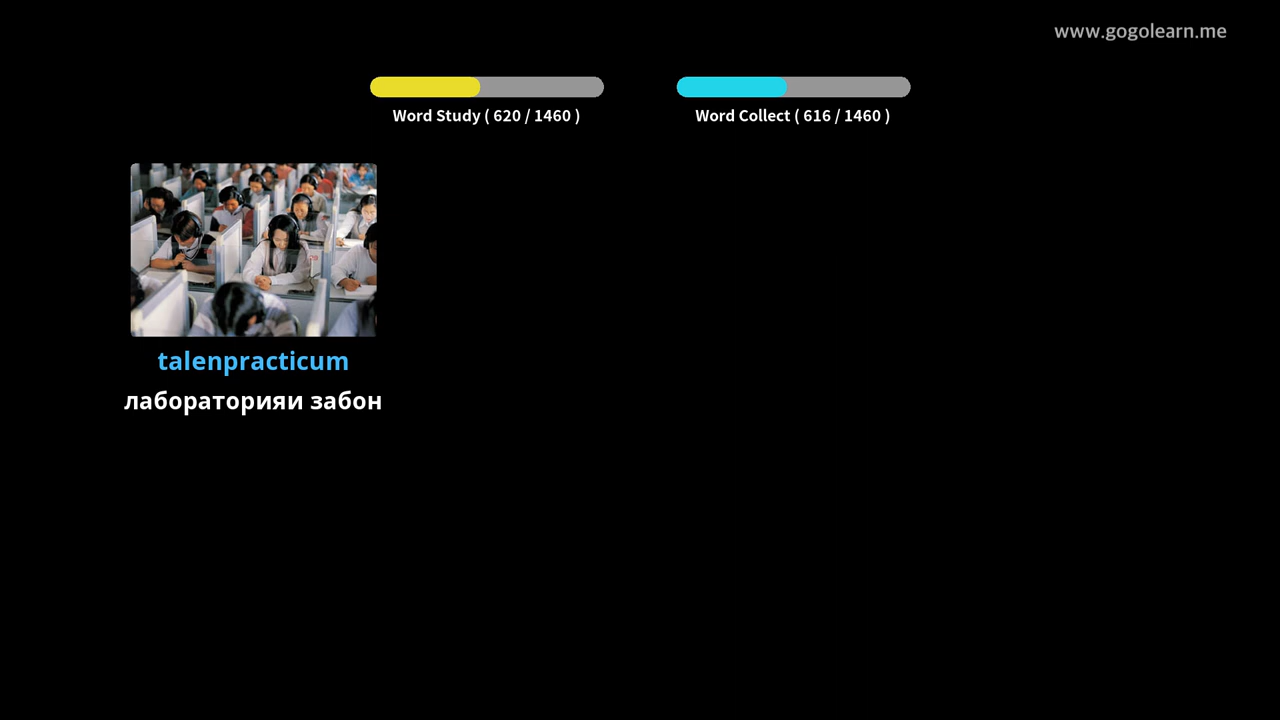 www.gogolearn.me
Word Study ( 620 / 1460 )
Word Collect ( 616 / 1460 )
talenpracticum
лабораторияи забон